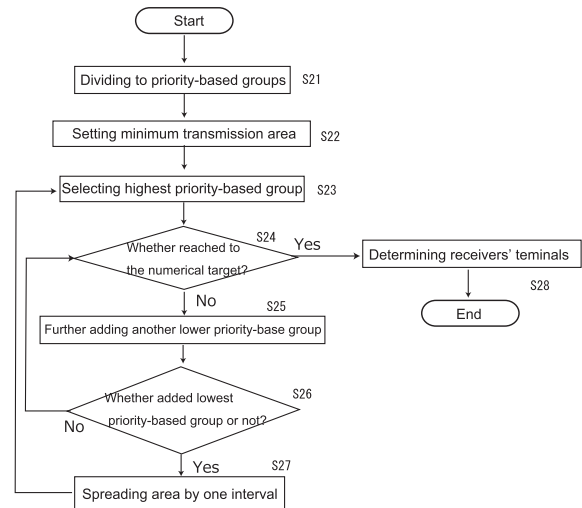 Start
Dividing to priority-based groups
S21
Setting minimum transmission area
S22
Selecting highest priority-based group
S23
Whether reached to
the numerical target?
S24
Yes
Determining receivers' teminals
S28
End
No
S25
Further adding another lower priority-base group
Whether added lowest
priority-based group or not?
S26
No
Yes
S27
Spreading area by one interval